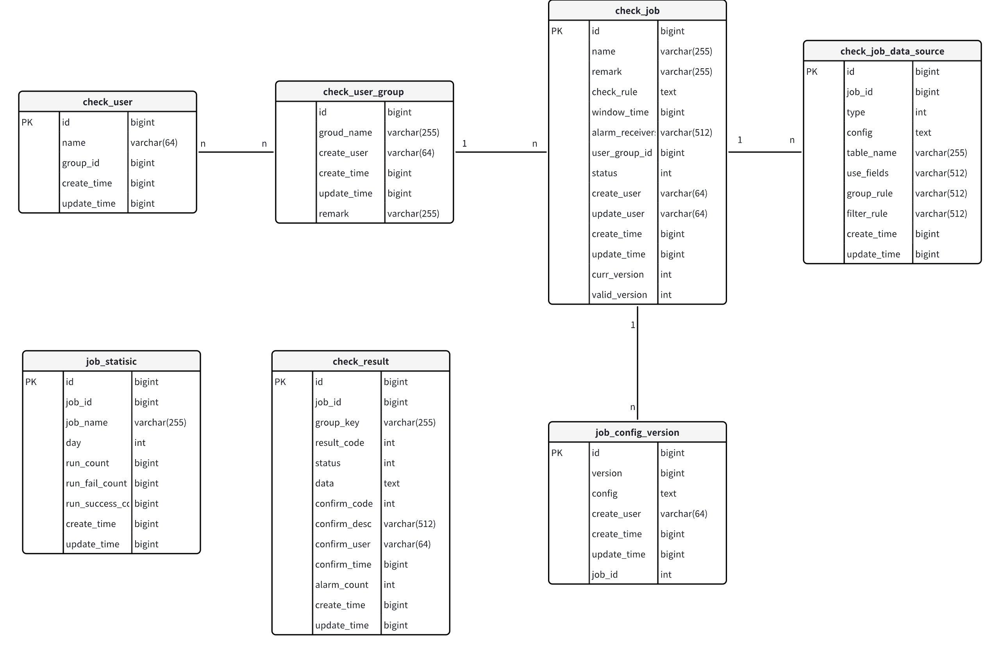 check_user
PK id bigint
name varchar(64)
group_id bigint
create_time bigint
update_time bigint
n n
check_user_group
id bigint
groud_name varchar(255)
create_user varchar(64)
create_time bigint
update_time bigint
remark varchar(255)
1 n
check_job
PK id bigint
name varchar(255)
remark varchar(255)
check_rule text
window_time bigint
alarm_receiver varchar(512)
user_group_id bigint
status int
create_user varchar(64)
update_user varchar(64)
create_time bigint
update_time bigint
curr_version int
valid_version int
1 n
check_job_data_source
PK id bigint
job_id bigint
type int
config text
table_name varchar(255)
use_fields varchar(512)
group_rule varchar(512)
filter_rule varchar(512)
create_time bigint
update_time bigint
1
n
job_statisic
PK id bigint
job_id bigint
job_name varchar(255)
day int
run_count bigint
run_fail_count bigint
run_success_cc bigint
create_time bigint
update_time bigint
check_result
PK id bigint
job_id bigint
group_key varchar(255)
result_code int
status int
data text
confirm_code int
confirm_desc varchar(512)
confirm_user varchar(64)
confirm_time bigint
alarm_count int
create_time bigint
update_time bigint
job_config_version
PK id bigint
version bigint
config text
create_user varchar(64)
create_time bigint
update_time bigint
job_id int